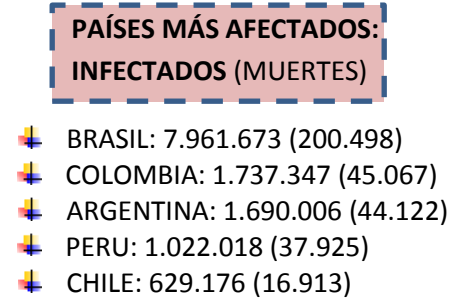 PAÍSES MÁS AFECTADOS:
INFECTADOS (MUERTES)
BRASIL: 7.961.673 (200.498)
COLOMBIA: 1.737.347 (45.067)
ARGENTINA: 1.690.006 (44.122)
PERU: 1.022.018 (37.925)
CHILE: 629.176 (16.913)